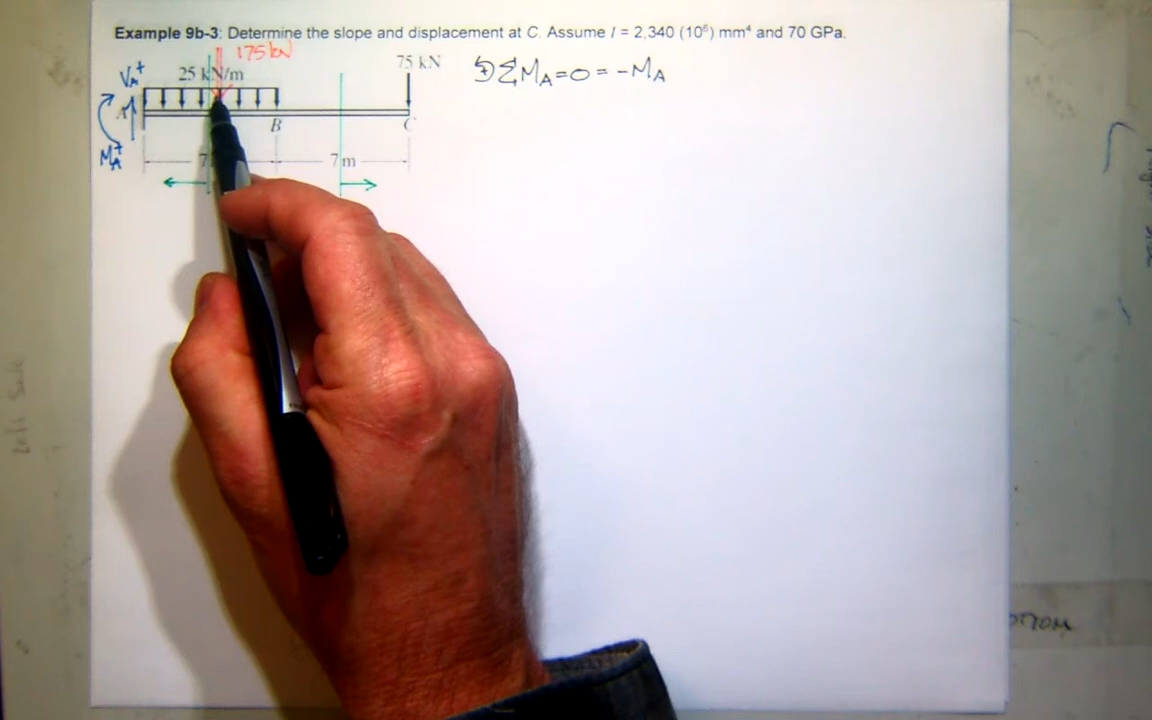 Example 9b-3: Determine the slope and displacement at C. Assume I = 2,340 (10⁶) mm⁴ and 70 GPa.
175 kN
75 kN
V_A⁺
25 kN/m
ΣM_A = 0 = -M_A
A
B
C
M_A⁺
7
7 m